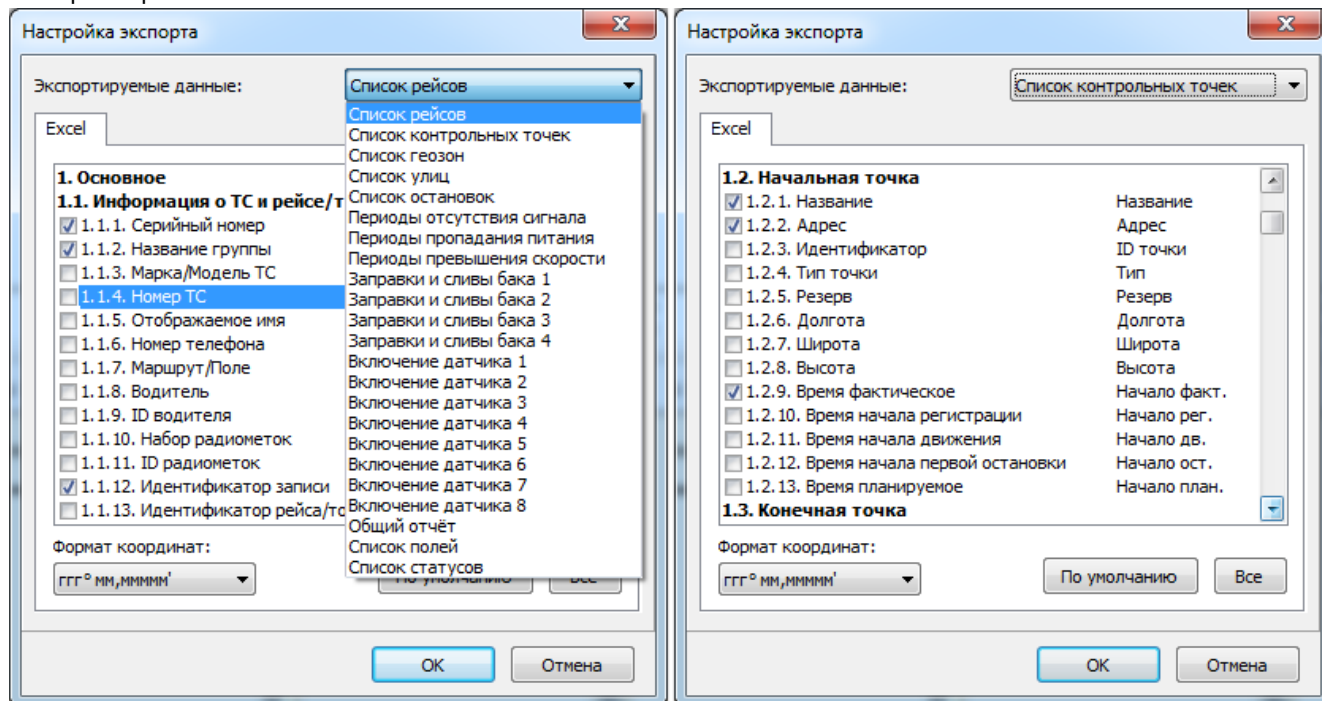 Настройка экспорта
Экспортируемые данные:
Список рейсов
Список рейсов
Список контрольных точек
Список геозон
Список улиц
Список остановок
Периоды отсутствия сигнала
Периоды пропадания питания
Периоды превышения скорости
Заправки и сливы бака 1
Заправки и сливы бака 2
Заправки и сливы бака 3
Заправки и сливы бака 4
Включение датчика 1
Включение датчика 2
Включение датчика 3
Включение датчика 4
Включение датчика 5
Включение датчика 6
Включение датчика 7
Включение датчика 8
Общий отчёт
Список полей
Список статусов
Excel
1. Основное
1.1. Информация о ТС и рейсе/т
1.1.1. Серийный номер
1.1.2. Название группы
1.1.3. Марка/Модель ТС
1.1.4. Номер ТС
1.1.5. Отображаемое имя
1.1.6. Номер телефона
1.1.7. Маршрут/Поле
1.1.8. Водитель
1.1.9. ID водителя
1.1.10. Набор радиометок
1.1.11. ID радиометок
1.1.12. Идентификатор записи
1.1.13. Идентификатор рейса/то
Формат координат:
ггг° мм,ммммм'
По умолчанию
Все
OK
Отмена
Настройка экспорта
Экспортируемые данные:
Список контрольных точек
Excel
1.2. Начальная точка
1.2.1. Название Название
1.2.2. Адрес Адрес
1.2.3. Идентификатор ID точки
1.2.4. Тип точки Тип
1.2.5. Резерв Резерв
1.2.6. Долгота Долгота
1.2.7. Широта Широта
1.2.8. Высота Высота
1.2.9. Время фактическое Начало факт.
1.2.10. Время начала регистрации Начало рег.
1.2.11. Время начала движения Начало дв.
1.2.12. Время начала первой остановки Начало ост.
1.2.13. Время планируемое Начало план.
1.3. Конечная точка
Формат координат:
ггг° мм,ммммм'
По умолчанию
Все
OK
Отмена